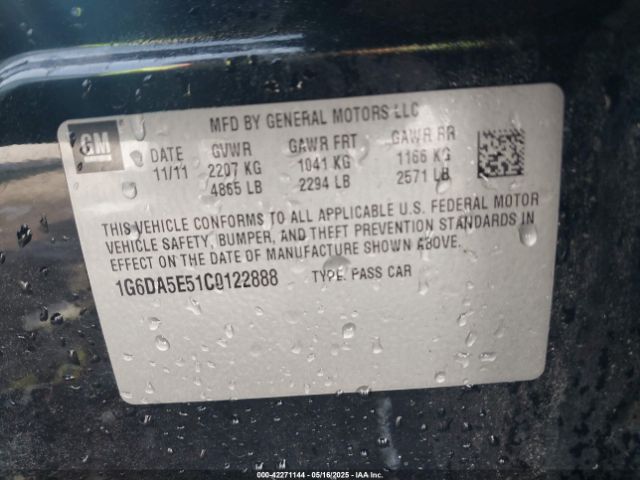 MFD BY GENERAL MOTORS LLC
GM
DATE GVWR GAWR FRT GAWR RR
11/11 2207 KG 1041 KG 1166 KG
4865 LB 2294 LB 2571 LB
THIS VEHICLE CONFORMS TO ALL APPLICABLE U.S. FEDERAL MOTOR
VEHICLE SAFETY, BUMPER, AND THEFT PREVENTION STANDARDS IN
EFFECT ON THE DATE OF MANUFACTURE SHOWN ABOVE.
1G6DA5E51C0122888 TYPE: PASS CAR
000-42271144 - 05/16/2025 - IAAI.COM